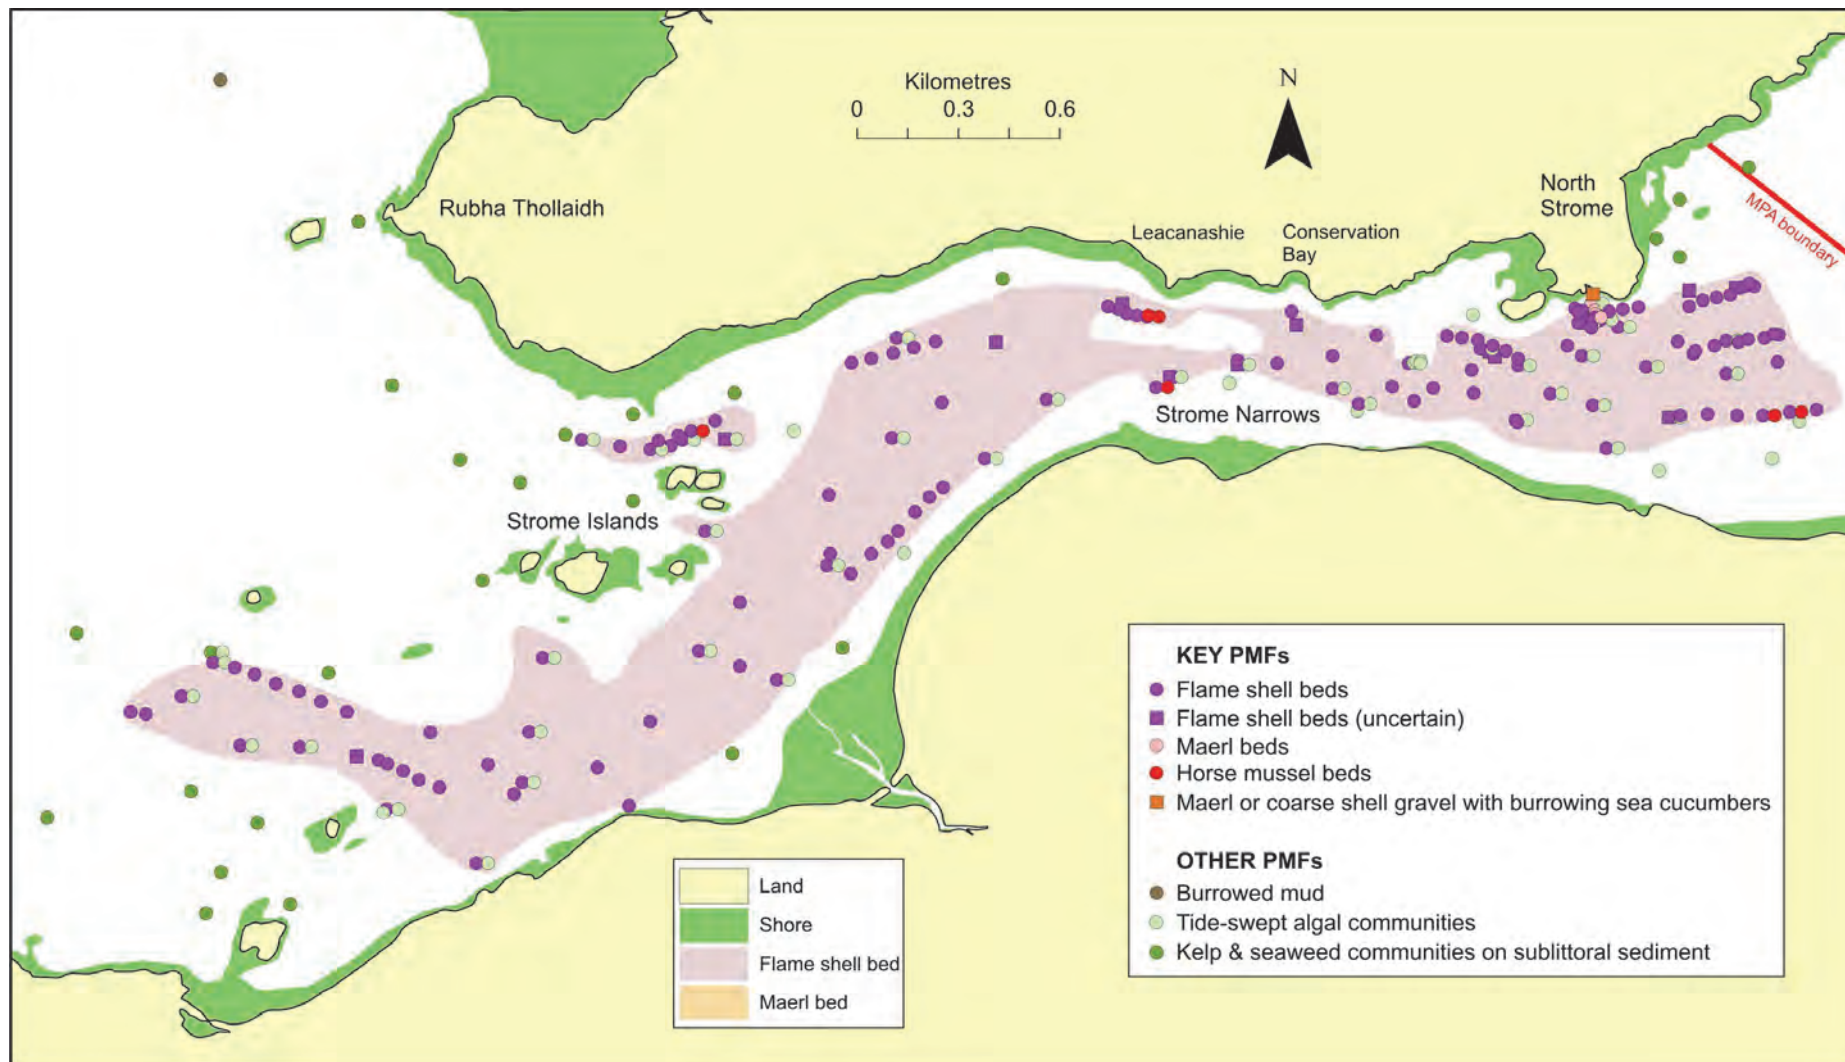 Kilometres
0 0.3 0.6
N
Rubha Thollaidh
North
Strome
MPA boundary
Leacanashie
Conservation
Bay
Strome Narrows
Strome Islands
KEY PMFs
Flame shell beds
Flame shell beds (uncertain)
Maerl beds
Horse mussel beds
Maerl or coarse shell gravel with burrowing sea cucumbers
OTHER PMFs
Burrowed mud
Tide-swept algal communities
Kelp & seaweed communities on sublittoral sediment
Land
Shore
Flame shell bed
Maerl bed